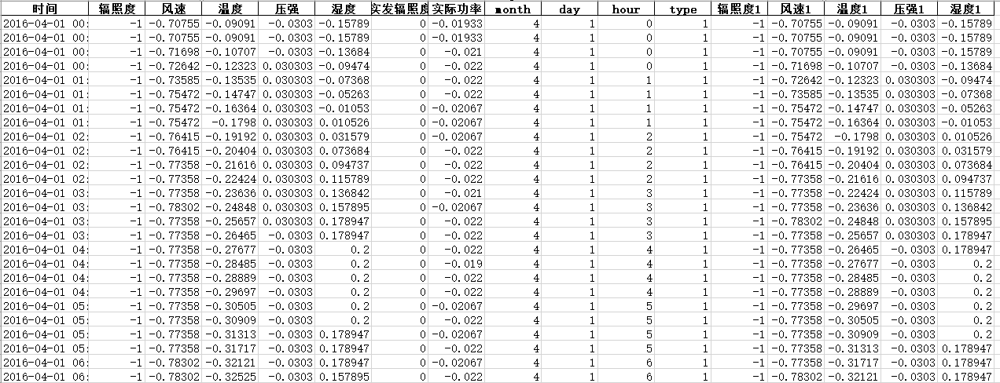 时间 辐照度 风速 温度 压强 湿度 实发辐照度 实际功率 month day hour type 辐照度1 风速1 温度1 压强1 湿度1
2016-04-01 00: -1 -0.70755 -0.09091 -0.0303 -0.15789 0 -0.01933 4 1 0 1 -1 -0.70755 -0.09091 -0.0303 -0.15789
2016-04-01 00: -1 -0.70755 -0.09091 -0.0303 -0.15789 0 -0.01933 4 1 0 1 -1 -0.70755 -0.09091 -0.0303 -0.15789
2016-04-01 00: -1 -0.71698 -0.10707 -0.0303 -0.13684 0 -0.021 4 1 0 1 -1 -0.70755 -0.09091 -0.0303 -0.15789
2016-04-01 00: -1 -0.72642 -0.12323 0.030303 -0.09474 0 -0.022 4 1 0 1 -1 -0.71698 -0.10707 -0.0303 -0.13684
2016-04-01 01: -1 -0.73585 -0.13535 0.030303 -0.07368 0 -0.022 4 1 1 1 -1 -0.72642 -0.12323 0.030303 -0.09474
2016-04-01 01: -1 -0.75472 -0.14747 0.030303 -0.05263 0 -0.022 4 1 1 1 -1 -0.73585 -0.13535 0.030303 -0.07368
2016-04-01 01: -1 -0.75472 -0.16364 0.030303 -0.01053 0 -0.02067 4 1 1 1 -1 -0.75472 -0.14747 0.030303 -0.05263
2016-04-01 01: -1 -0.75472 -0.1798 0.030303 0.010526 0 -0.02067 4 1 1 1 -1 -0.75472 -0.16364 0.030303 -0.01053
2016-04-01 02: -1 -0.76415 -0.19192 0.030303 0.031579 0 -0.02067 4 1 2 1 -1 -0.75472 -0.1798 0.030303 0.010526
2016-04-01 02: -1 -0.76415 -0.20404 0.030303 0.073684 0 -0.022 4 1 2 1 -1 -0.76415 -0.19192 0.030303 0.031579
2016-04-01 02: -1 -0.77358 -0.21616 0.030303 0.094737 0 -0.022 4 1 2 1 -1 -0.76415 -0.20404 0.030303 0.073684
2016-04-01 02: -1 -0.77358 -0.22424 0.030303 0.115789 0 -0.022 4 1 2 1 -1 -0.77358 -0.21616 0.030303 0.094737
2016-04-01 03: -1 -0.77358 -0.23636 0.030303 0.136842 0 -0.021 4 1 3 1 -1 -0.77358 -0.22424 0.030303 0.115789
2016-04-01 03: -1 -0.78302 -0.24848 0.030303 0.157895 0 -0.02067 4 1 3 1 -1 -0.77358 -0.23636 0.030303 0.136842
2016-04-01 03: -1 -0.77358 -0.25657 0.030303 0.178947 0 -0.022 4 1 3 1 -1 -0.78302 -0.24848 0.030303 0.157895
2016-04-01 03: -1 -0.77358 -0.26465 -0.0303 0.178947 0 -0.022 4 1 3 1 -1 -0.77358 -0.25657 0.030303 0.178947
2016-04-01 04: -1 -0.77358 -0.27677 -0.0303 0.2 0 -0.022 4 1 4 1 -1 -0.77358 -0.26465 -0.0303 0.178947
2016-04-01 04: -1 -0.77358 -0.28485 -0.0303 0.2 0 -0.019 4 1 4 1 -1 -0.77358 -0.27677 -0.0303 0.2
2016-04-01 04: -1 -0.77358 -0.28889 -0.0303 0.2 0 -0.022 4 1 4 1 -1 -0.77358 -0.28485 -0.0303 0.2
2016-04-01 04: -1 -0.77358 -0.29697 -0.0303 0.2 0 -0.022 4 1 4 1 -1 -0.77358 -0.28889 -0.0303 0.2
2016-04-01 05: -1 -0.77358 -0.30505 -0.0303 0.2 0 -0.02067 4 1 5 1 -1 -0.77358 -0.29697 -0.0303 0.2
2016-04-01 05: -1 -0.77358 -0.30909 -0.0303 0.2 0 -0.022 4 1 5 1 -1 -0.77358 -0.30505 -0.0303 0.2
2016-04-01 05: -1 -0.77358 -0.31313 -0.0303 0.178947 0 -0.02067 4 1 5 1 -1 -0.77358 -0.30909 -0.0303 0.2
2016-04-01 05: -1 -0.77358 -0.31717 -0.0303 0.178947 0 -0.022 4 1 5 1 -1 -0.77358 -0.31313 -0.0303 0.178947
2016-04-01 06: -1 -0.78302 -0.32121 -0.0303 0.178947 0 -0.02067 4 1 6 1 -1 -0.77358 -0.31717 -0.0303 0.178947
2016-04-01 06: -1 -0.78302 -0.32525 -0.0303 0.157895 0 -0.022 4 1 6 1 -1 -0.78302 -0.32121 -0.0303 0.178947